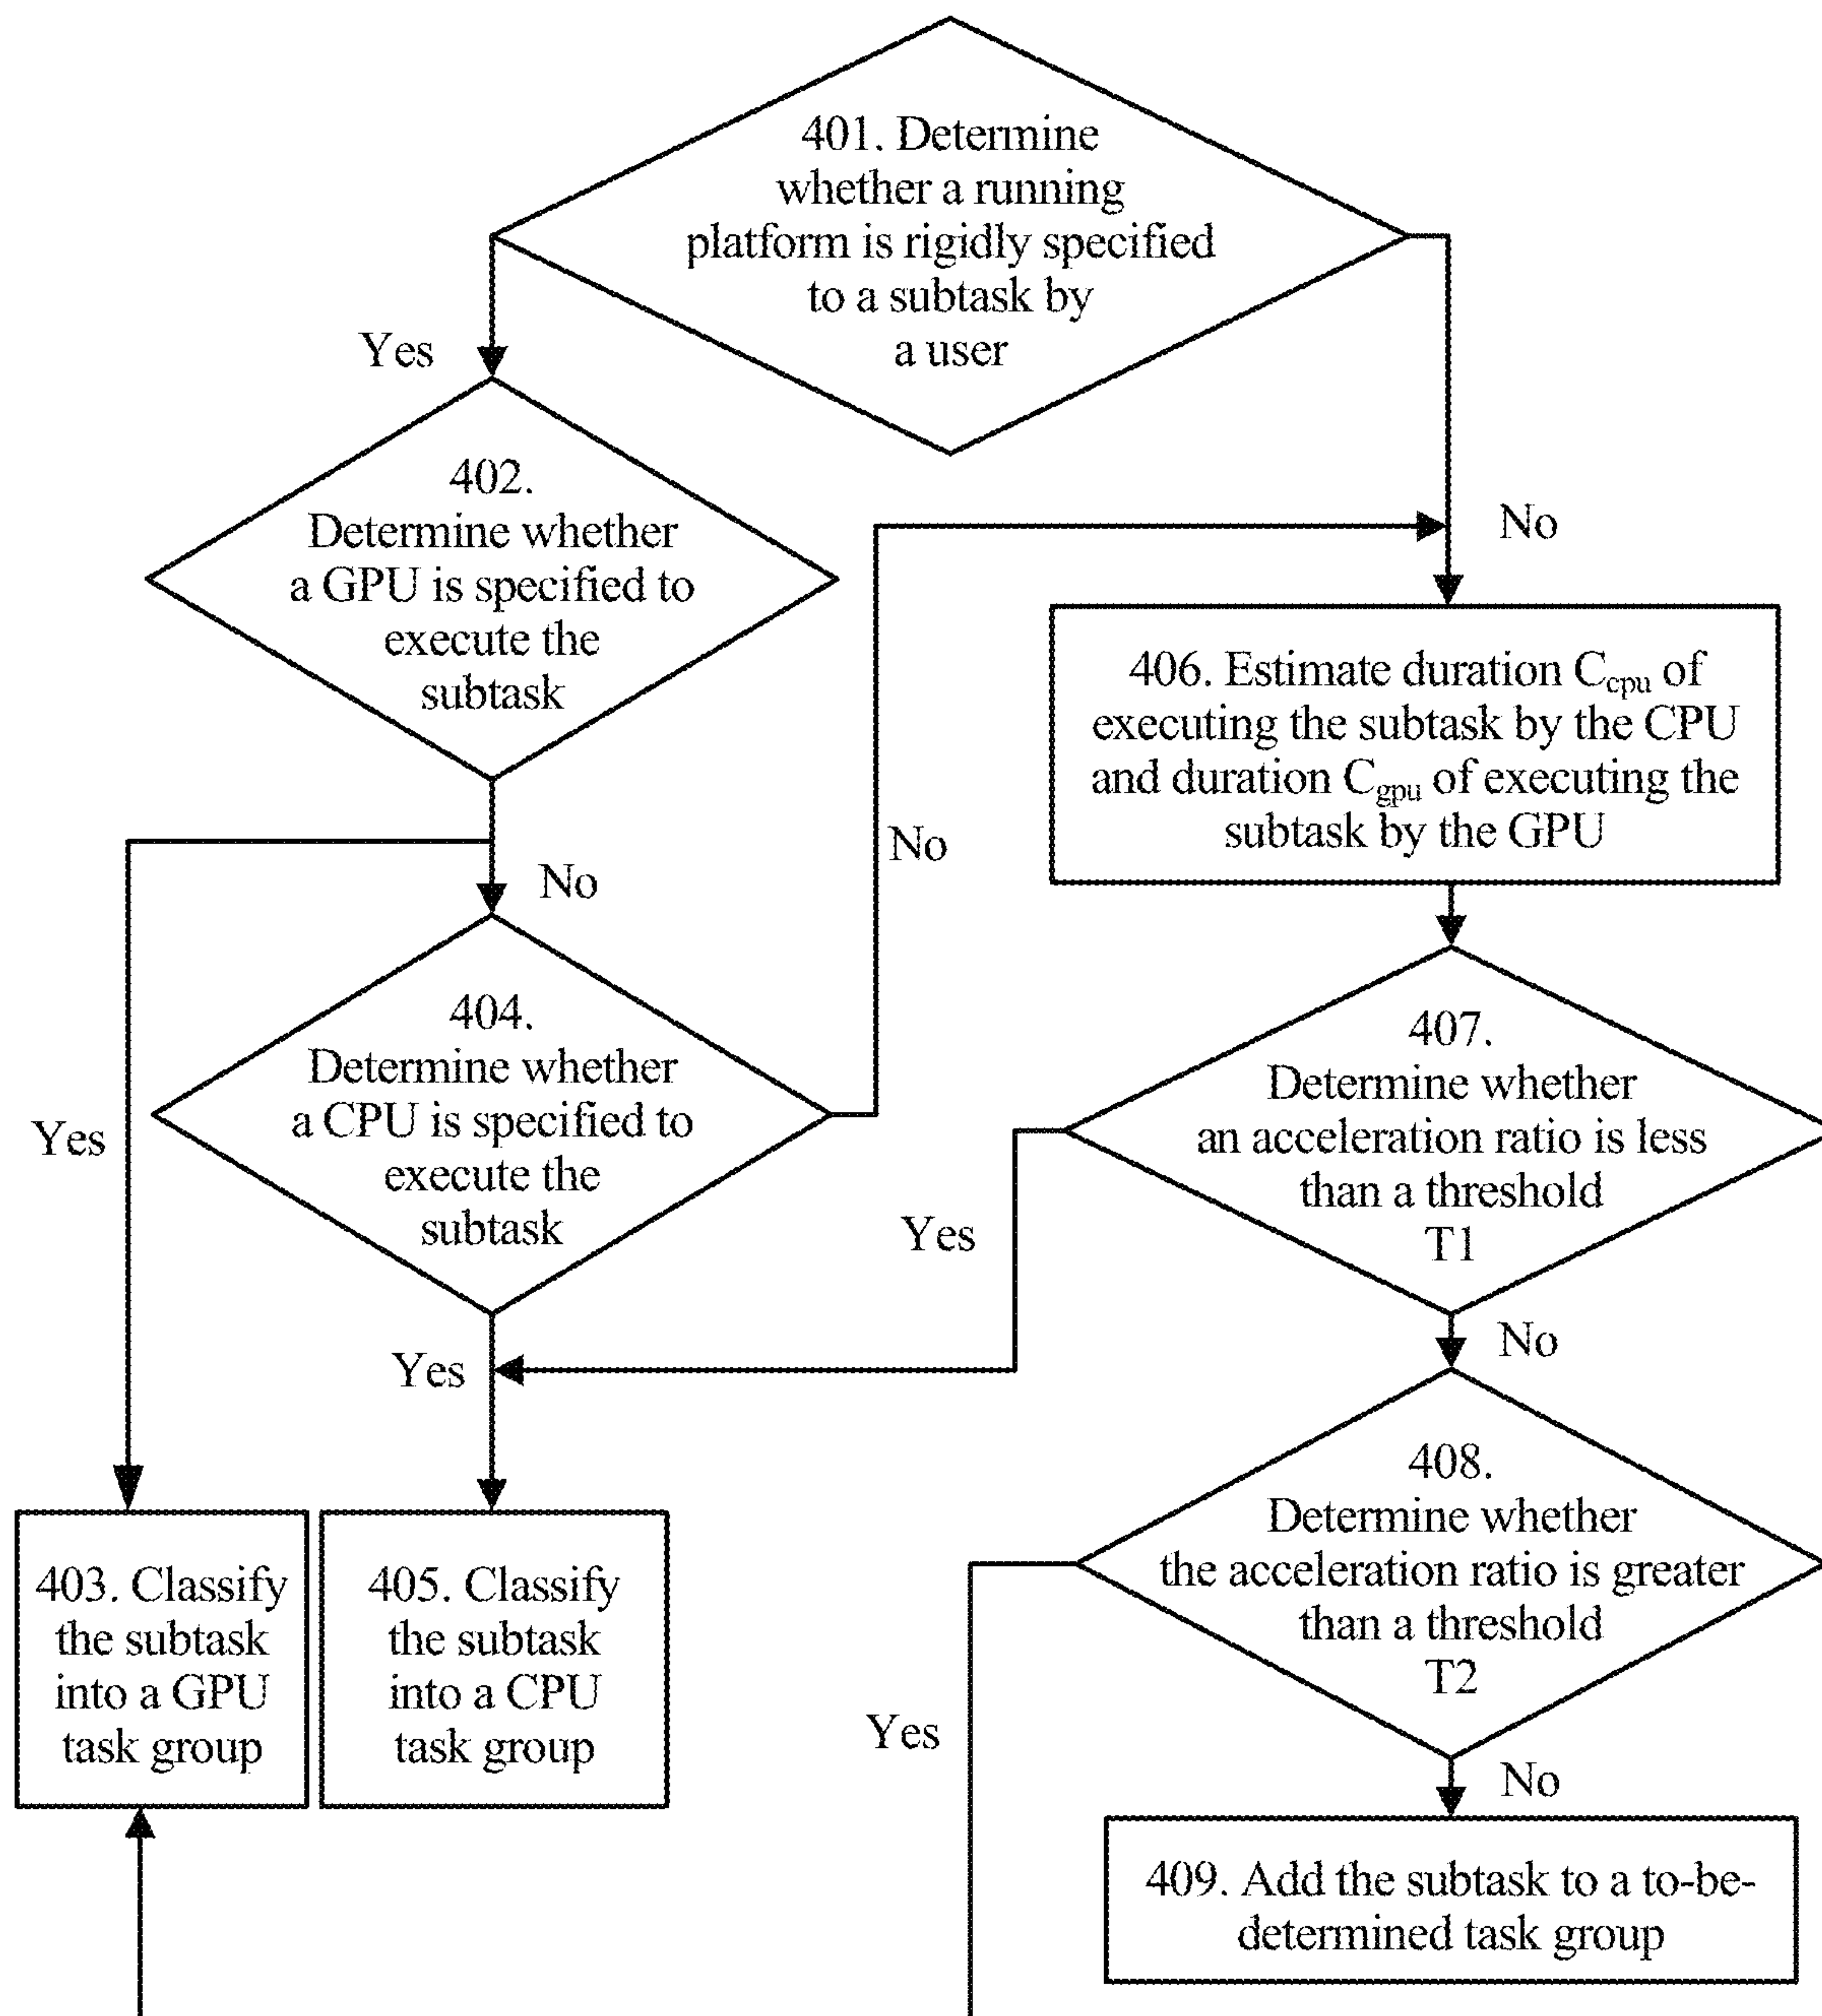 401. Determine
whether a running
platform is rigidly specified
to a subtask by
a user
Yes
No
402.
Determine whether
a GPU is specified to
execute the
subtask
406. Estimate duration Ccpu of
executing the subtask by the CPU
and duration Cgpu of executing the
subtask by the GPU
No
No
404.
Determine whether
a CPU is specified to
execute the
subtask
Yes
407.
Determine whether
an acceleration ratio is less
than a threshold
T1
Yes
No
Yes
408.
Determine whether
the acceleration ratio is greater
than a threshold
T2
Yes
No
403. Classify
the subtask
into a GPU
task group
405. Classify
the subtask
into a CPU
task group
409. Add the subtask to a to-be-
determined task group